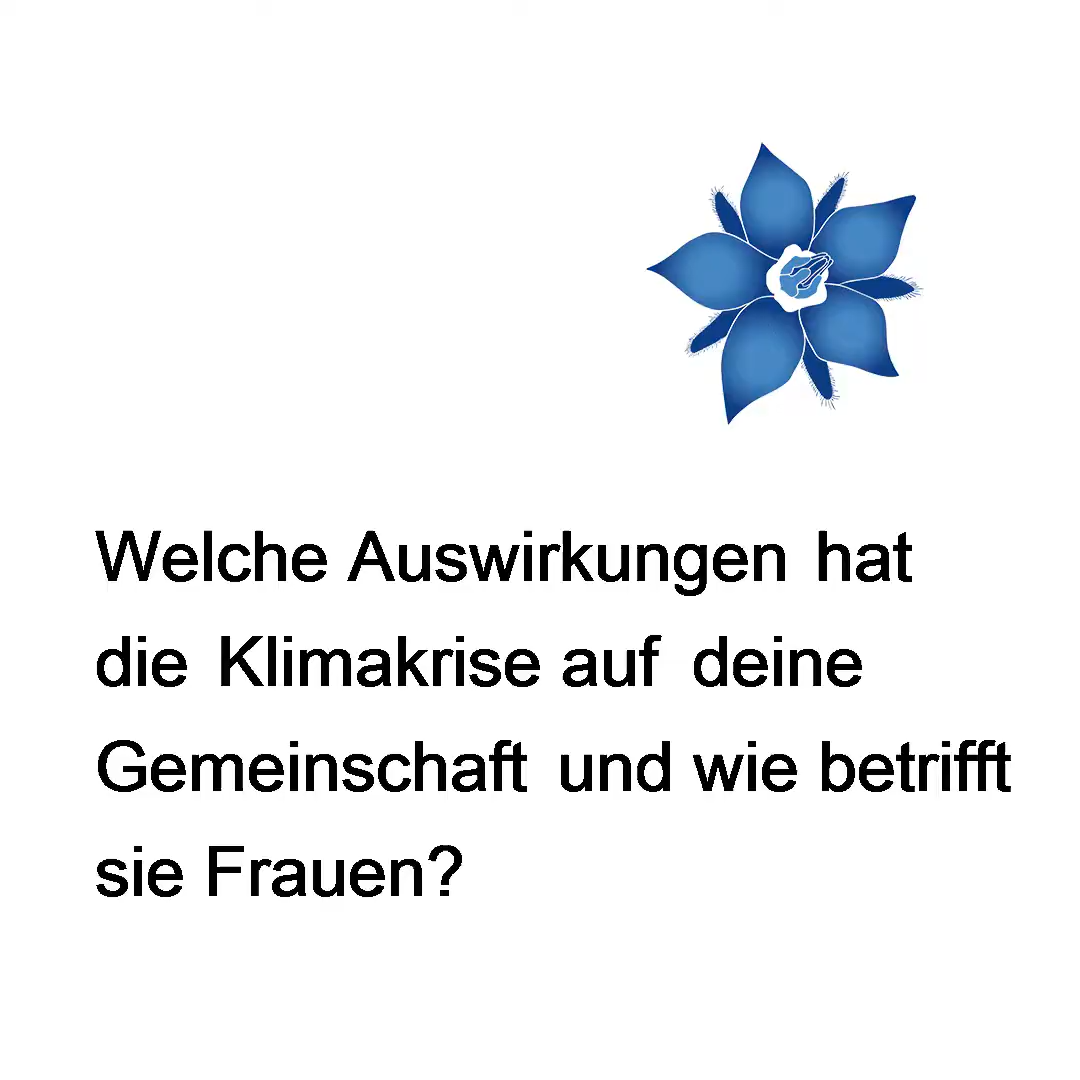 Welche Auswirkungen hat
die Klimakrise auf deine
Gemeinschaft und wie betrifft
sie Frauen?